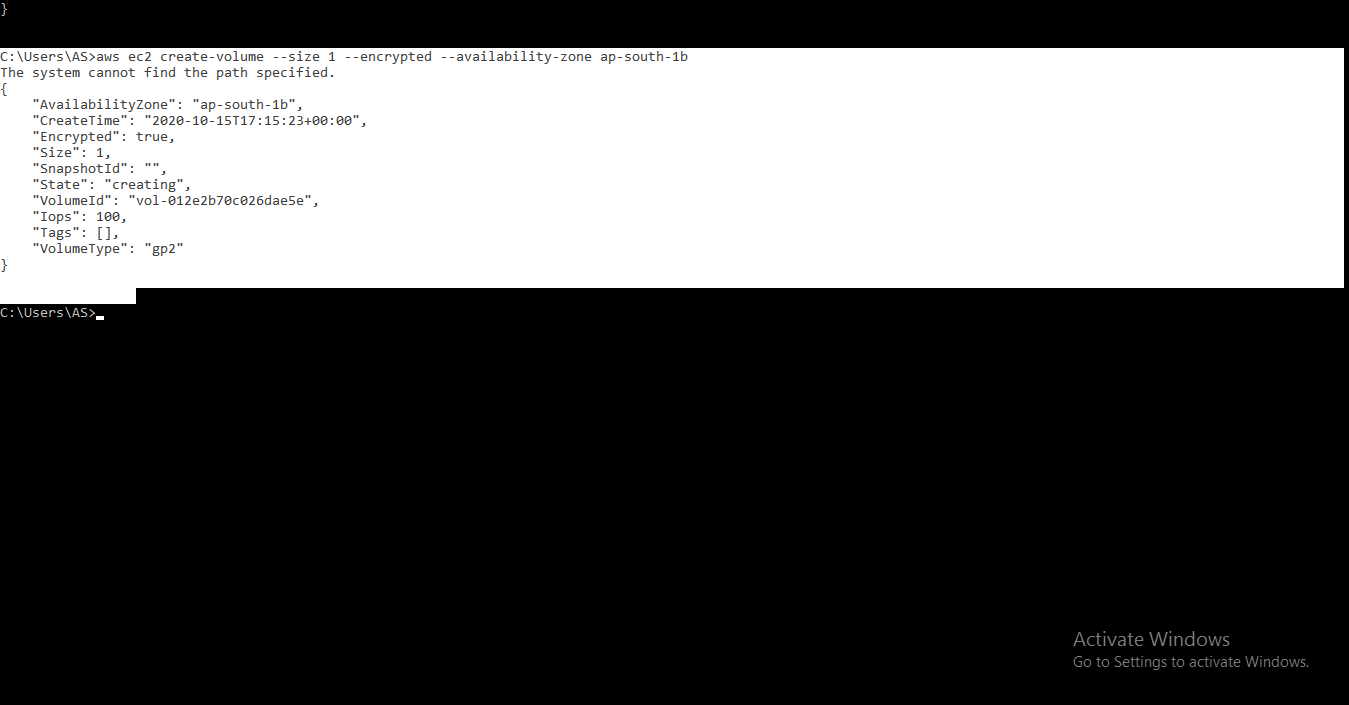 }
C:\Users\AS>aws ec2 create-volume --size 1 --encrypted --availability-zone ap-south-1b
The system cannot find the path specified.
{
    "AvailabilityZone": "ap-south-1b",
    "CreateTime": "2020-10-15T17:15:23+00:00",
    "Encrypted": true,
    "Size": 1,
    "SnapshotId": "",
    "State": "creating",
    "VolumeId": "vol-012e2b70c026dae5e",
    "Iops": 100,
    "Tags": [],
    "VolumeType": "gp2"
}
C:\Users\AS>
Activate Windows
Go to Settings to activate Windows.